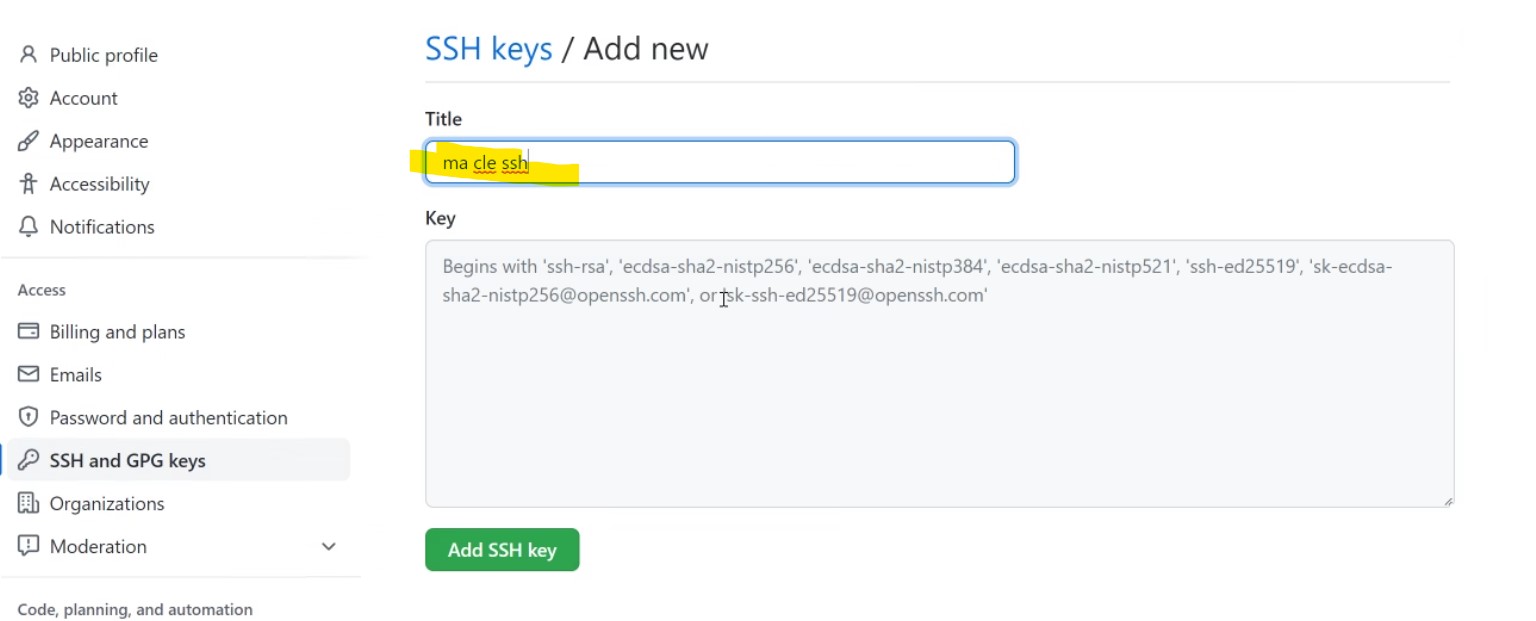 Public profile
Account
Appearance
Accessibility
Notifications
Access
Billing and plans
Emails
Password and authentication
SSH and GPG keys
Organizations
Moderation
Code, planning, and automation
SSH keys / Add new
Title
ma cle ssh
Key
Begins with 'ssh-rsa', 'ecdsa-sha2-nistp256', 'ecdsa-sha2-nistp384', 'ecdsa-sha2-nistp521', 'ssh-ed25519', 'sk-ecdsa-
sha2-nistp256@openssh.com', or 'sk-ssh-ed25519@openssh.com'
Add SSH key